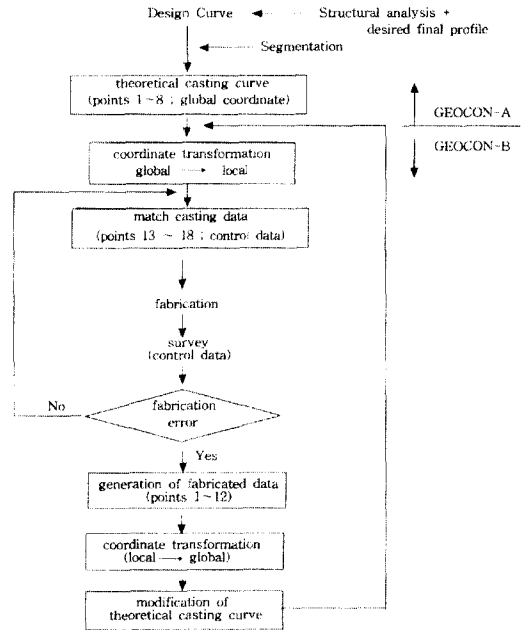 Design Curve
Structural analysis +
desired final profile
Segmentation
theoretical casting curve
(points 1~8 ; global coordinate)
GEOCON-A
GEOCON-B
coordinate transformation
global → local
match casting data
(points 13 ~ 18 ; control data)
fabrication
survey
(control data)
No
fabrication
error
Yes
generation of fabricated data
(points 1~12)
coordinate transformation
(local → global)
modification of
theoretical casting curve